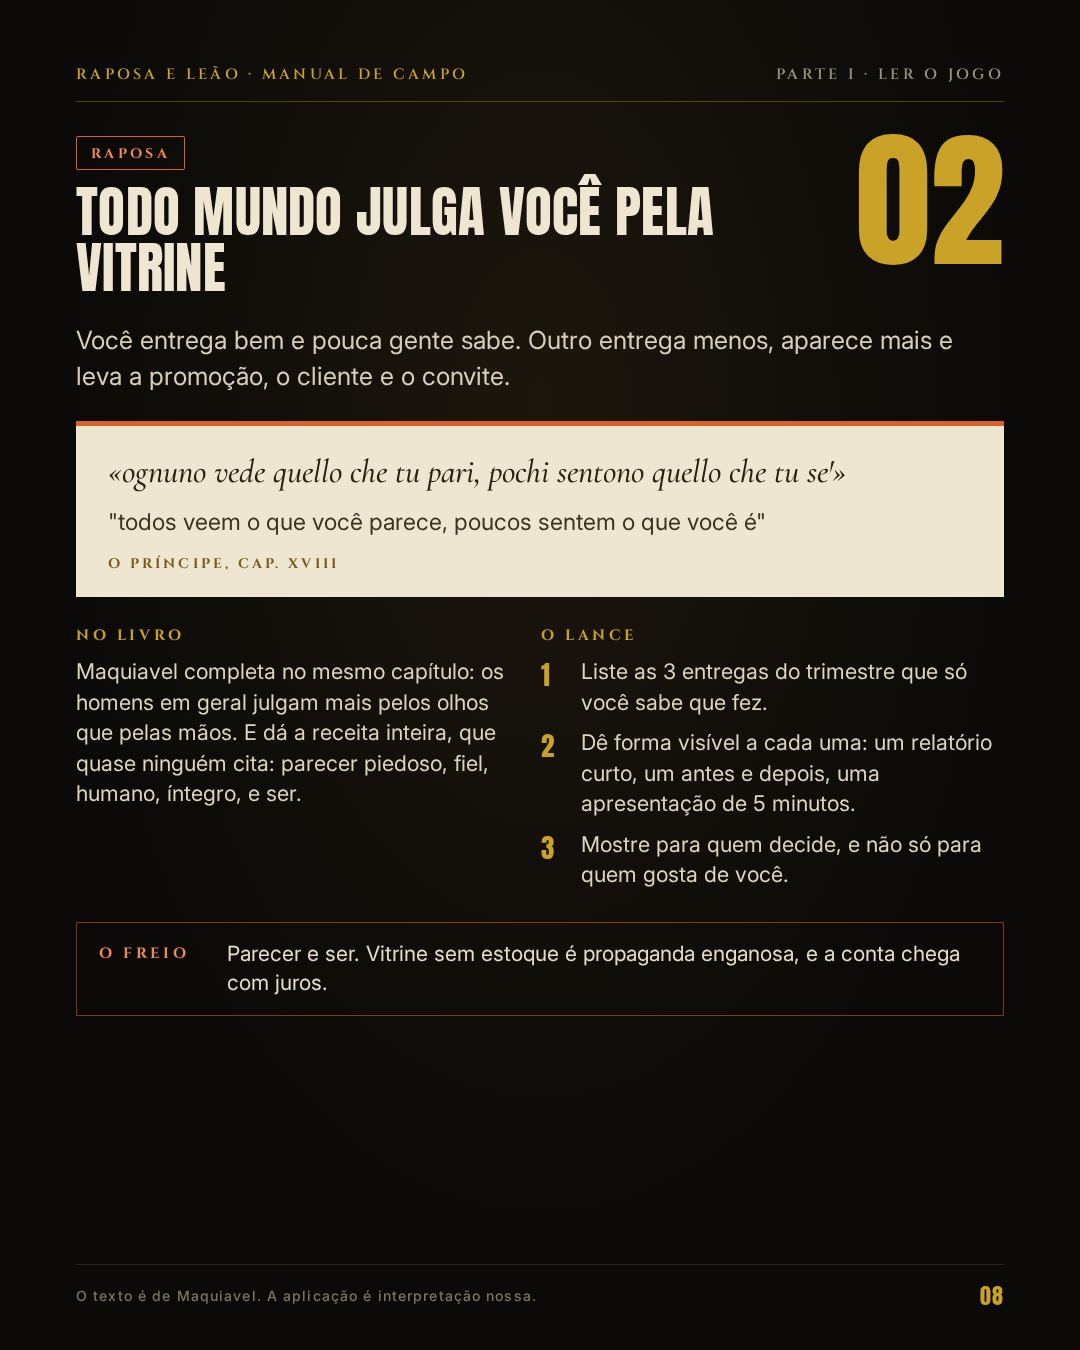 RAPOSA E LEÃO · MANUAL DE CAMPO
PARTE I · LER O JOGO
RAPOSA
02
TODO MUNDO JULGA VOCÊ PELA
VITRINE
Você entrega bem e pouca gente sabe. Outro entrega menos, aparece mais e
leva a promoção, o cliente e o convite.
«ognuno vede quello che tu pari, pochi sentono quello che tu se'»
"todos veem o que você parece, poucos sentem o que você é"
O PRÍNCIPE, CAP. XVIII
NO LIVRO
Maquiavel completa no mesmo capítulo: os
homens em geral julgam mais pelos olhos
que pelas mãos. E dá a receita inteira, que
quase ninguém cita: parecer piedoso, fiel,
humano, íntegro, e ser.
O LANCE
1 Liste as 3 entregas do trimestre que só
você sabe que fez.
2 Dê forma visível a cada uma: um relatório
curto, um antes e depois, uma
apresentação de 5 minutos.
3 Mostre para quem decide, e não só para
quem gosta de você.
O FREIO
Parecer e ser. Vitrine sem estoque é propaganda enganosa, e a conta chega
com juros.
O texto é de Maquiavel. A aplicação é interpretação nossa.
08